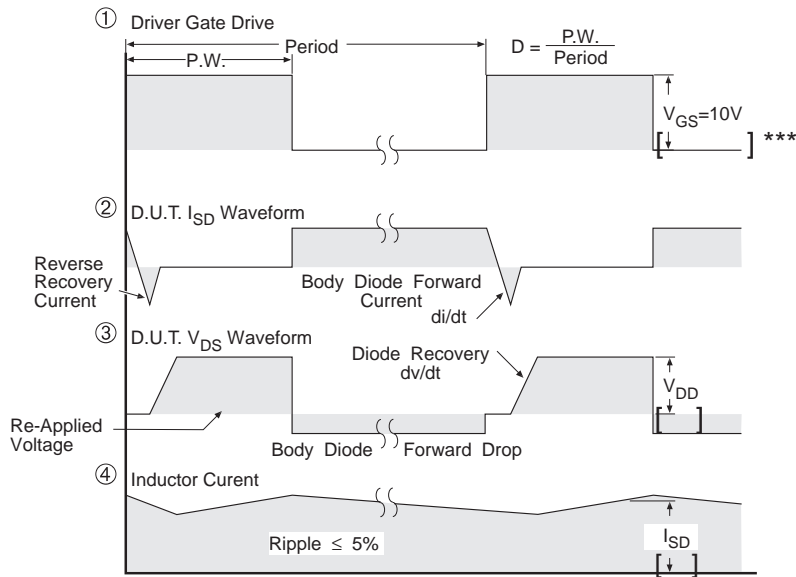 ① Driver Gate Drive
Period
P.W.
D = P.W. / Period
V_GS=10V
[ ] ***
② D.U.T. I_SD Waveform
Reverse
Recovery
Current
Body Diode Forward
Current
di/dt
③ D.U.T. V_DS Waveform
Diode Recovery
dv/dt
V_DD
[ ]
Re-Applied
Voltage
Body Diode Forward Drop
④ Inductor Curent
Ripple ≤ 5%
I_SD
[ ]